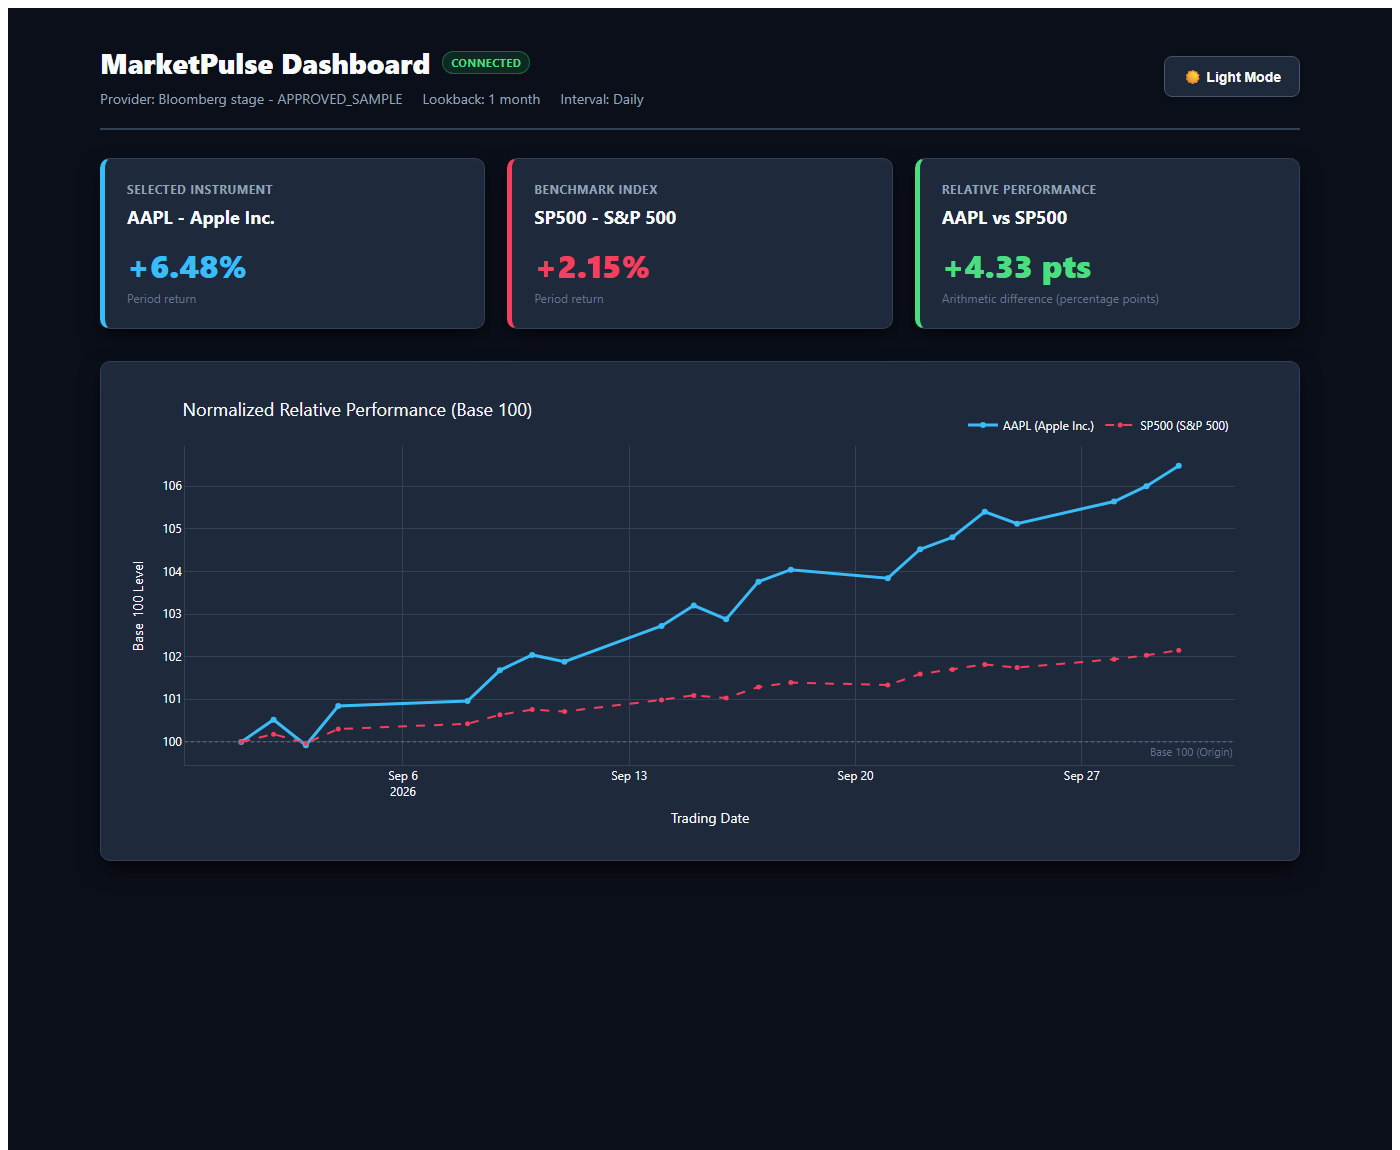 MarketPulse Dashboard CONNECTED
Provider: Bloomberg stage - APPROVED_SAMPLE Lookback: 1 month Interval: Daily
Light Mode
SELECTED INSTRUMENT
AAPL - Apple Inc.
+6.48%
Period return
BENCHMARK INDEX
SP500 - S&P 500
+2.15%
Period return
RELATIVE PERFORMANCE
AAPL vs SP500
+4.33 pts
Arithmetic difference (percentage points)
Normalized Relative Performance (Base 100)
AAPL (Apple Inc.) SP500 (S&P 500)
106
105
104
103
102
101
100
Base 100 Level
Base 100 (Origin)
Sep 6 Sep 13 Sep 20 Sep 27
2026
Trading Date